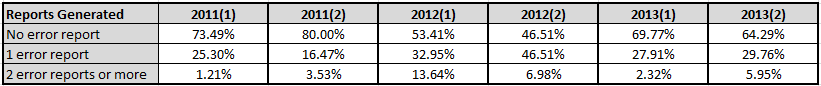 Reports Generated 2011(1) 2011(2) 2012(1) 2012(2) 2013(1) 2013(2)
No error report 73.49% 80.00% 53.41% 46.51% 69.77% 64.29%
1 error report 25.30% 16.47% 32.95% 46.51% 27.91% 29.76%
2 error reports or more 1.21% 3.53% 13.64% 6.98% 2.32% 5.95%